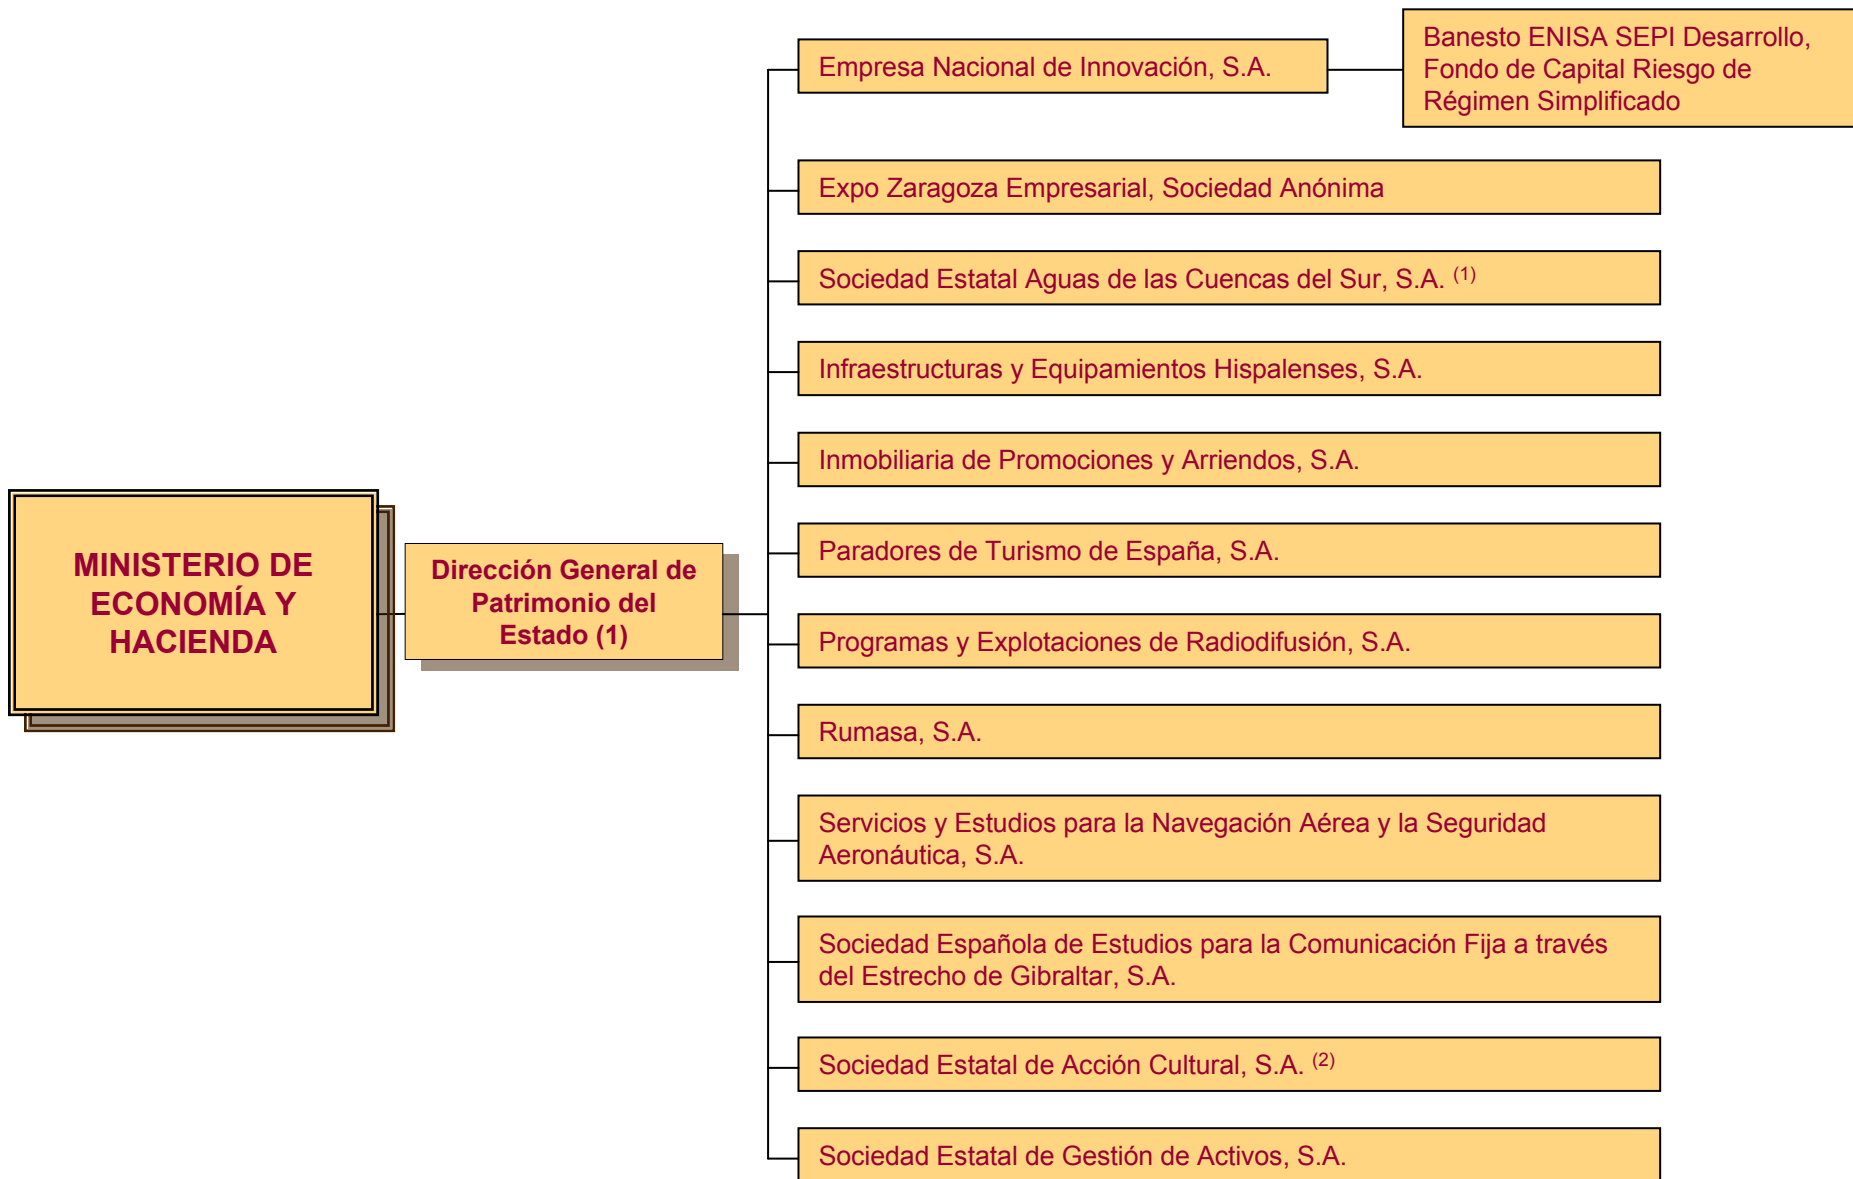 Empresa Nacional de Innovación, S.A.
Banesto ENISA SEPI Desarrollo,
Fondo de Capital Riesgo de
Régimen Simplificado
Expo Zaragoza Empresarial, Sociedad Anónima
Sociedad Estatal Aguas de las Cuencas del Sur, S.A. (1)
Infraestructuras y Equipamientos Hispalenses, S.A.
Inmobiliaria de Promociones y Arriendos, S.A.
MINISTERIO DE
ECONOMÍA Y
HACIENDA
Dirección General de
Patrimonio del
Estado (1)
Paradores de Turismo de España, S.A.
Programas y Explotaciones de Radiodifusión, S.A.
Rumasa, S.A.
Servicios y Estudios para la Navegación Aérea y la Seguridad
Aeronáutica, S.A.
Sociedad Española de Estudios para la Comunicación Fija a través
del Estrecho de Gibraltar, S.A.
Sociedad Estatal de Acción Cultural, S.A. (2)
Sociedad Estatal de Gestión de Activos, S.A.